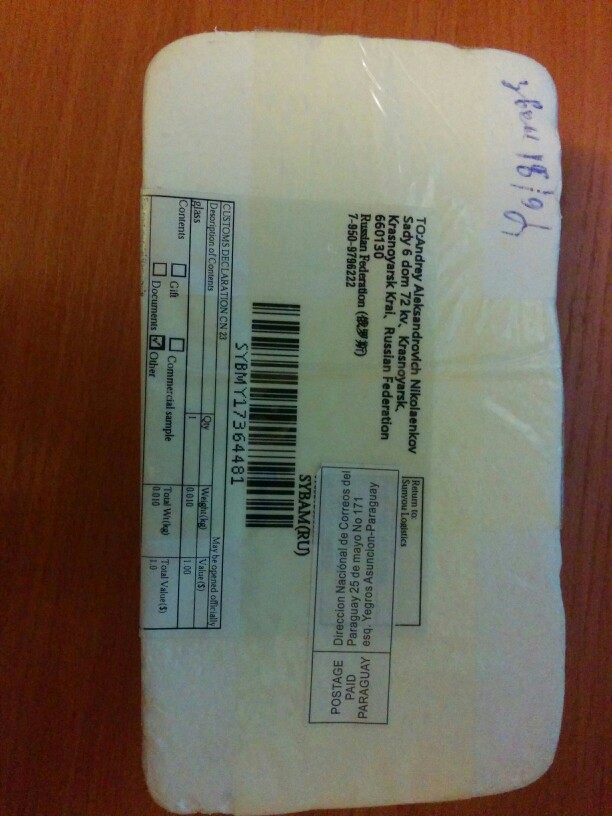 TO:Andrey Aleksandrovich Nikolaenkov
Sady 6 dom 72 kv、Krasnoyarsk,
Krasnoyarsk Krai、Russian Federation
660130
Russian Federation (俄罗斯)
7-950-9796222
Return to:
Sunyou Logistics
Direccion Naciónal de Correos del
Paraguay 25 de mayo No 171
esq. Yegros Asuncion-Paraguay
POSTAGE
PAID
PARAGUAY
SYBAM(RU)
SYBMY17364481
CUSTOMS DECLARATION CN 23
May be opened officially
Description of Contents Qty Weight(kg) Value($)
glass 1 0.010 1.00
Contents Gift Commercial sample Total Wt(kg) Total Value($)
Documents Other 0.010 1.0